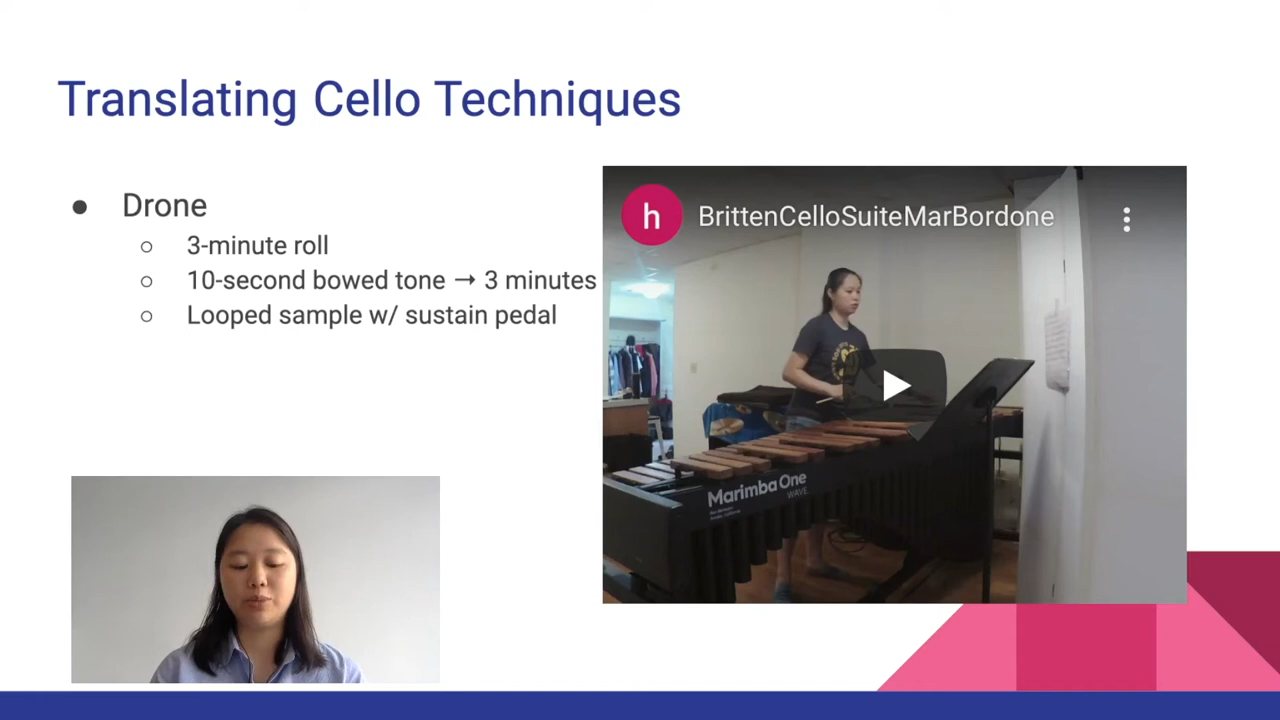 Translating Cello Techniques
● Drone
○ 3-minute roll
○ 10-second bowed tone → 3 minutes
○ Looped sample w/ sustain pedal
h BrittenCelloSuiteMarBordone
Marimba One
WAVE